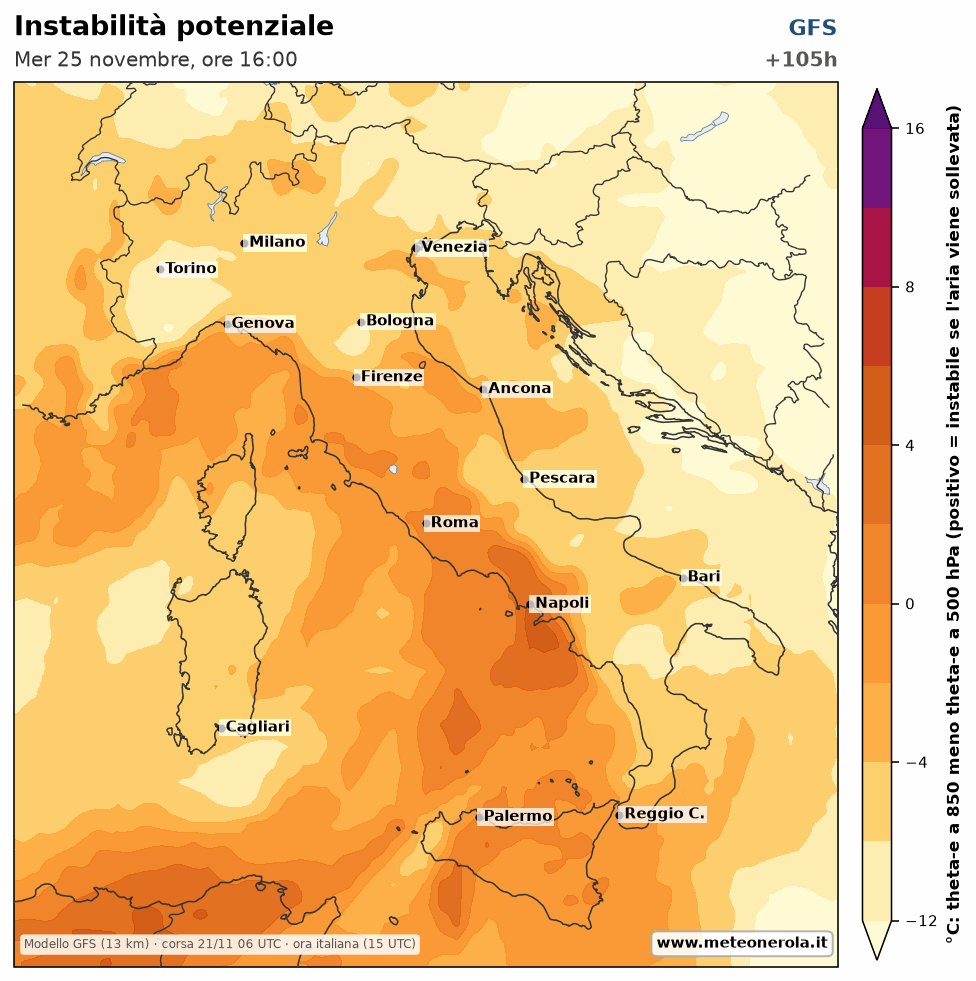 Instabilità potenziale
GFS
Mer 25 novembre, ore 16:00
+105h
Milano
Venezia
Torino
Genova
Bologna
Firenze
Ancona
Pescara
Roma
Bari
Napoli
Cagliari
Palermo
Reggio C.
16
8
4
0
−4
−12
°C: theta-e a 850 meno theta-e a 500 hPa (positivo = instabile se l'aria viene sollevata)
Modello GFS (13 km) · corsa 21/11 06 UTC · ora italiana (15 UTC)
www.meteonerola.it